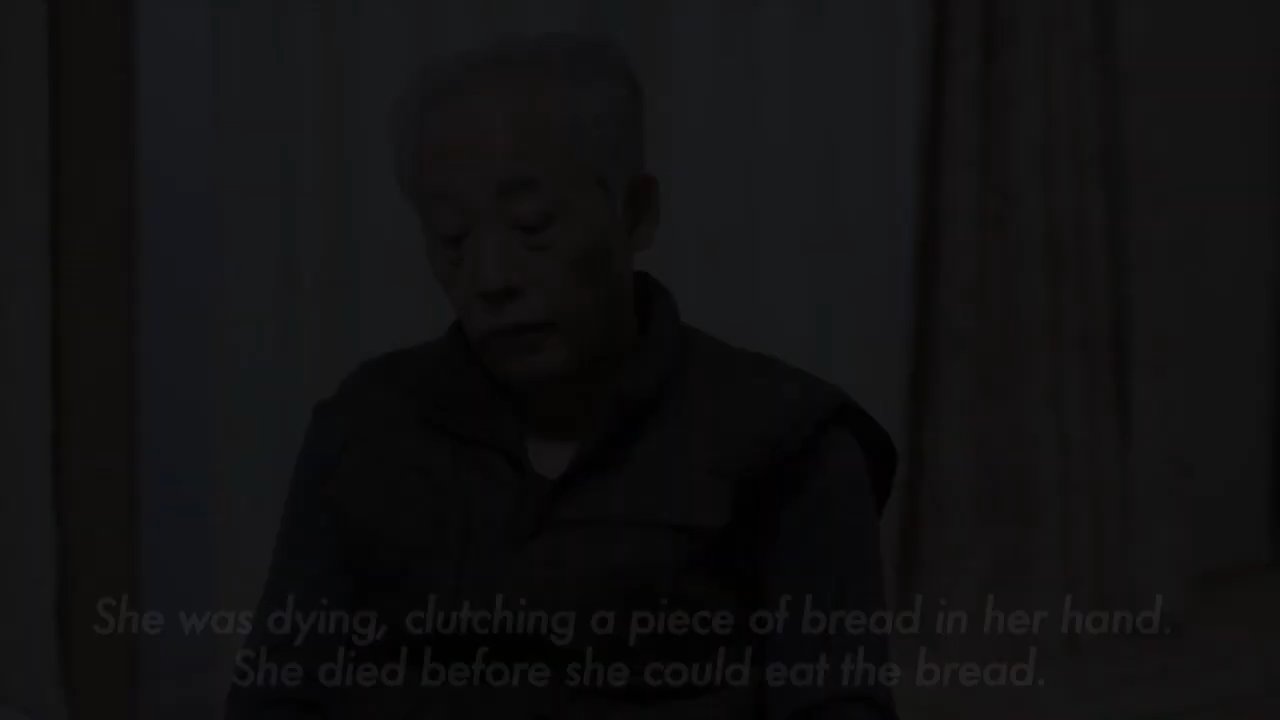 She was dying, clutching a piece of bread in her hand.
She died before she could eat the bread.